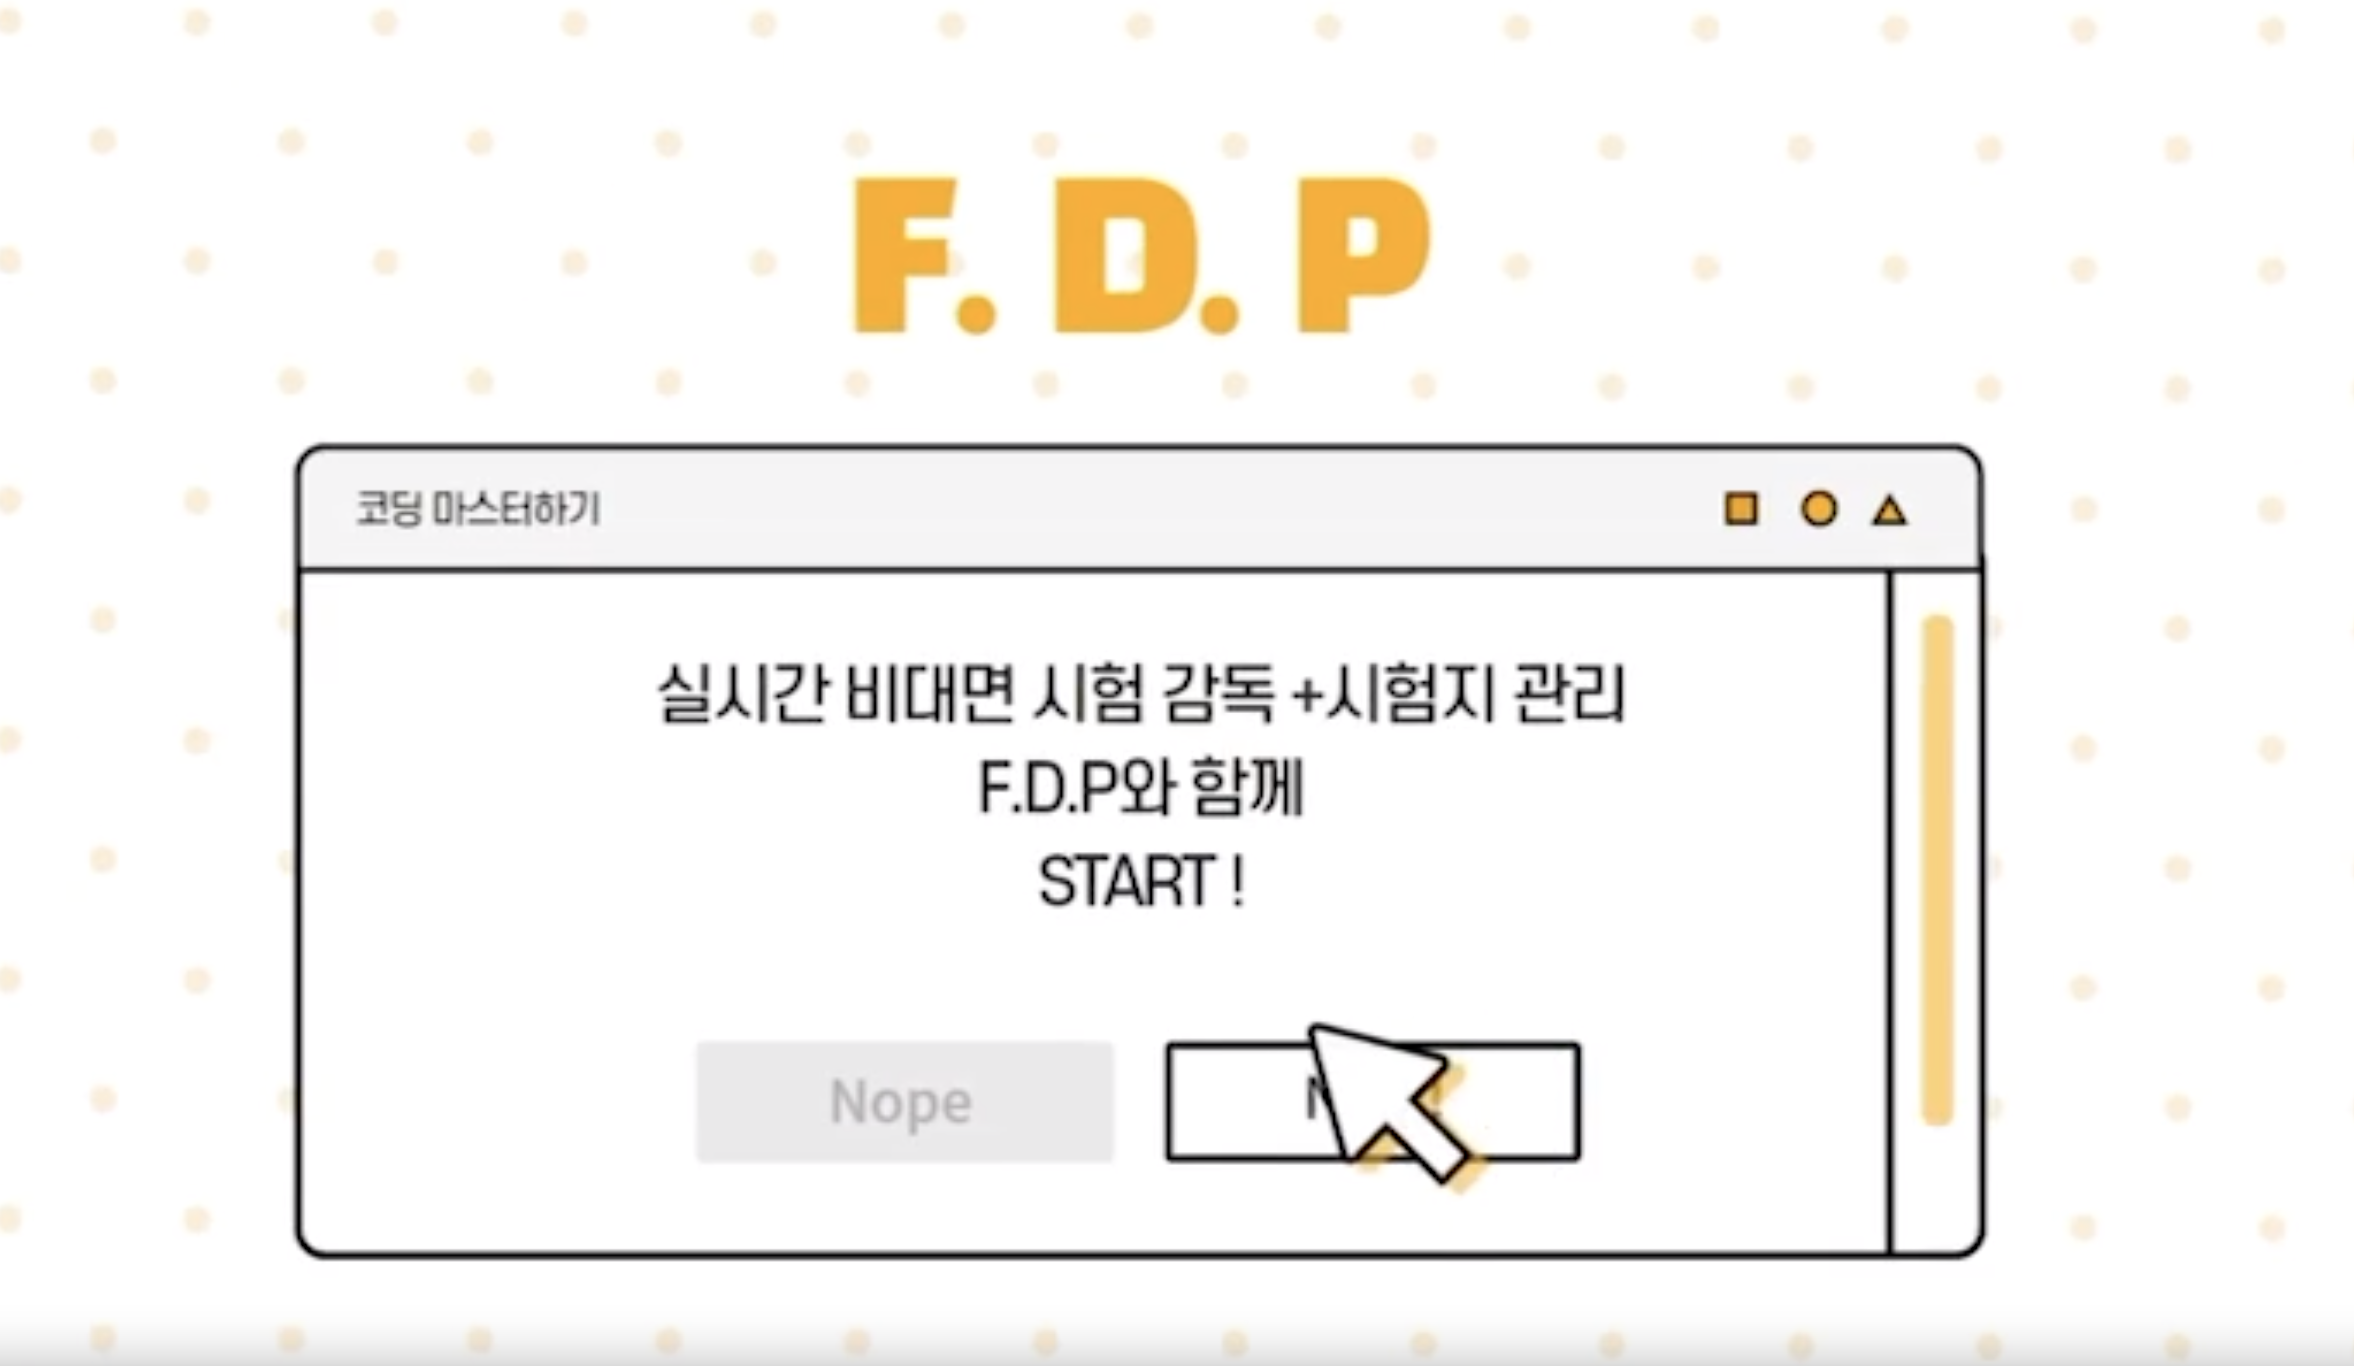 F. D. P
코딩 마스터하기
실시간 비대면 시험 감독 +시험지 관리
F.D.P와 함께
START !
Nope